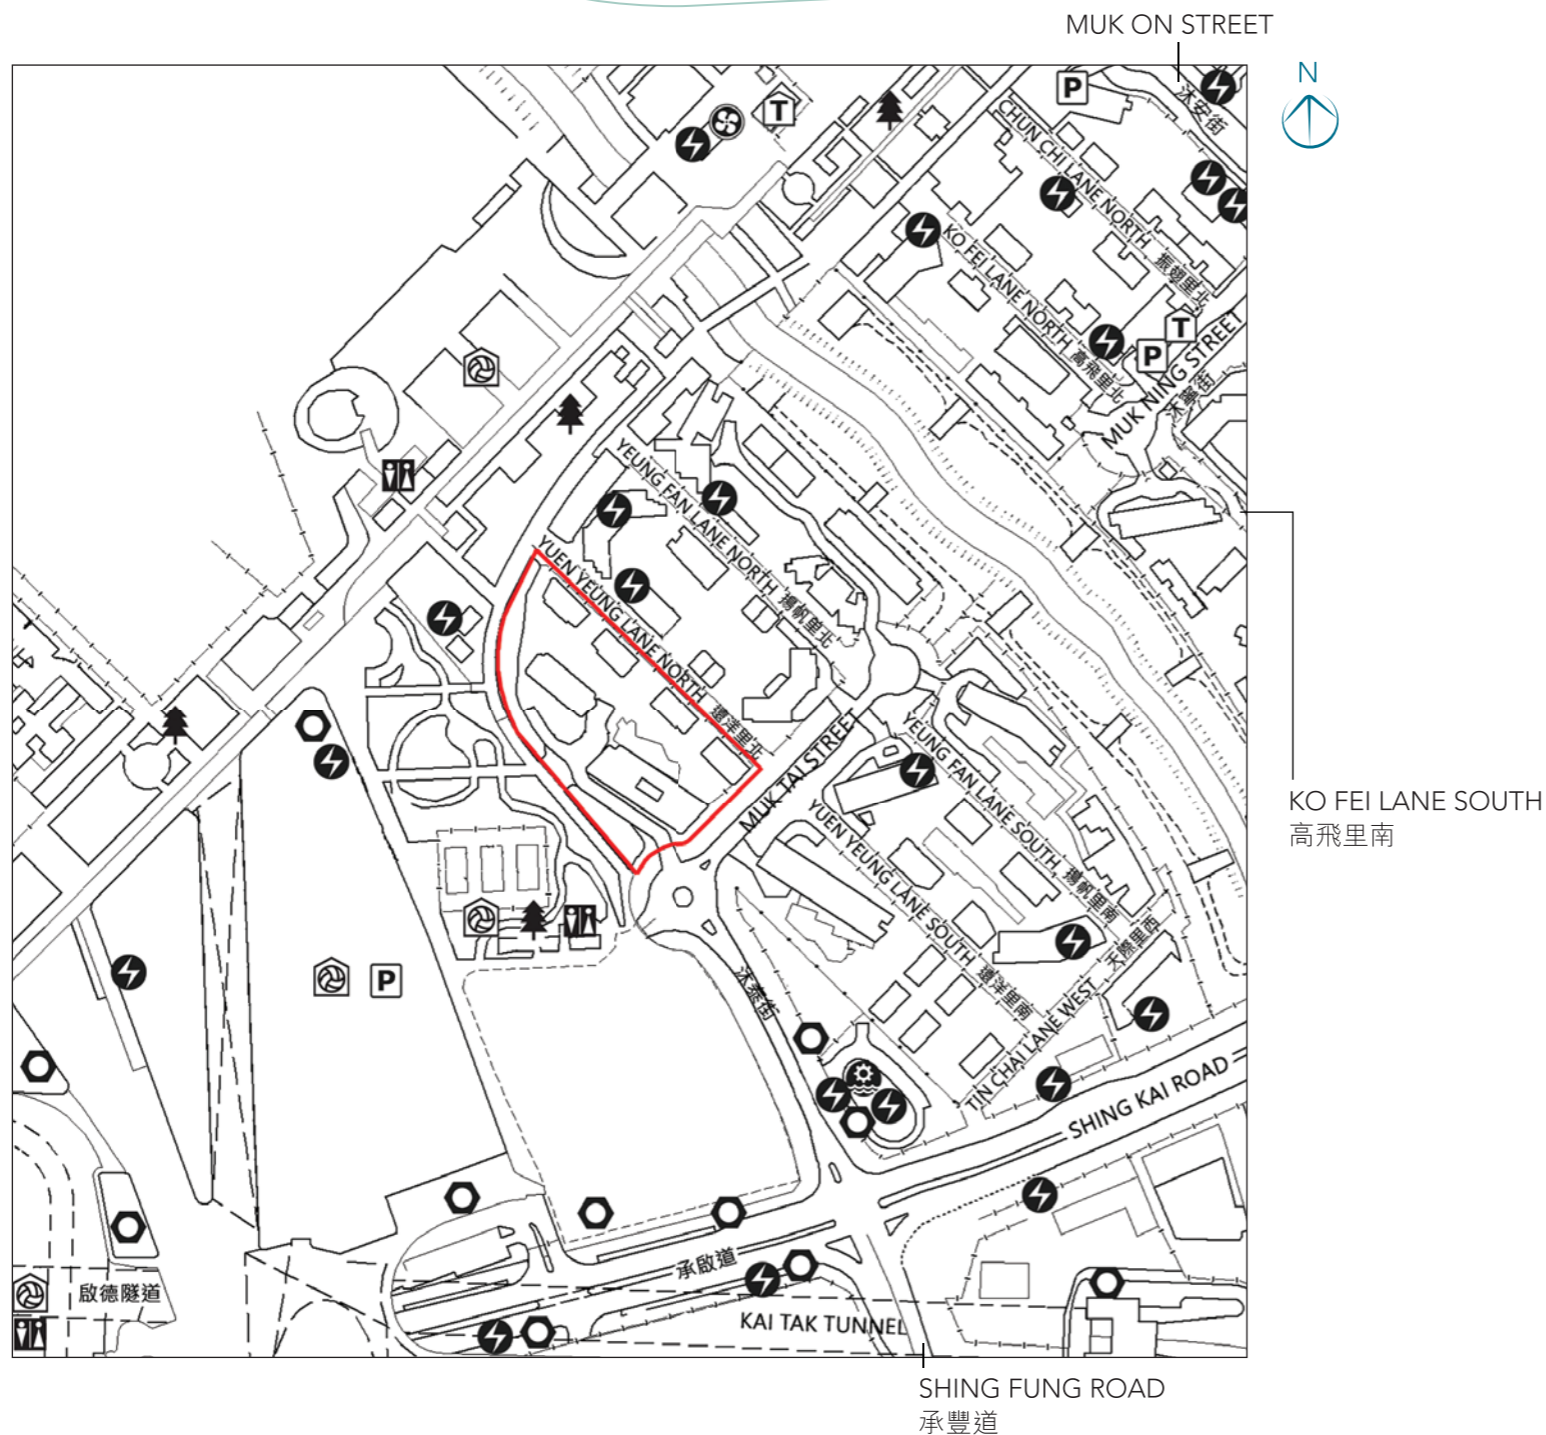 MUK ON STREET
N
P
沐安街
T
CHUN CHI LANE NORTH 振翅里北
KO FEI LANE NORTH 高飛里北
T
P
MUK NING STREET
沐寧街
YEUNG FAN LANE NORTH 揚帆里北
YUEN YEUNG LANE NORTH 遠洋里北
MUK TAI STREET
YEUNG FAN LANE SOUTH 揚帆里南
KO FEI LANE SOUTH
高飛里南
YUEN YEUNG LANE SOUTH 遠洋里南
TIN CHAI LANE WEST 天際里西
P
沐泰街
SHING KAI ROAD
承啟道
啟德隧道
KAI TAK TUNNEL
SHING FUNG ROAD
承豐道